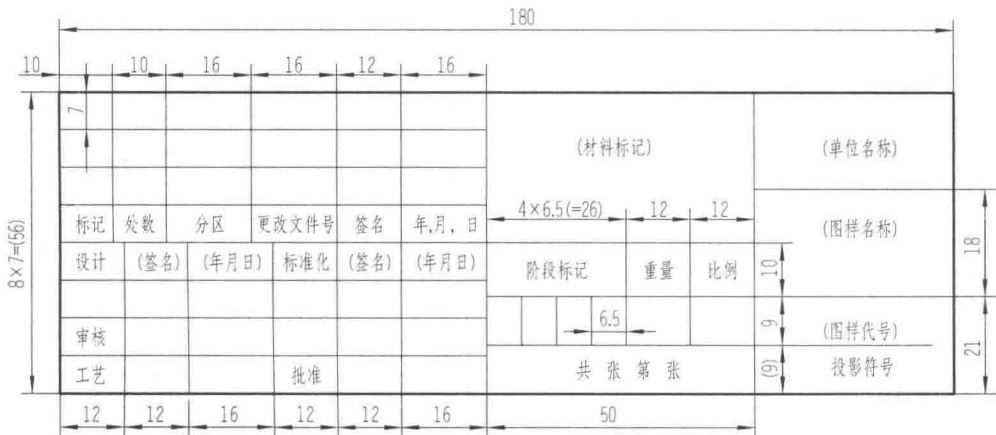 180
10 10 16 16 12 16
7
(材料标记) (单位名称)
标记 处数 分区 更改文件号 签名 年,月,日 4×6.5(=26) 12 12 (图样名称) 18
8×7=(56)
设计 (签名) (年月日) 标准化 (签名) (年月日) 阶段标记 重量 比例 10
6.5 9
审核 (图样代号) 21
工艺 批准 共 张 第 张 (9) 投影符号
12 12 16 12 12 16 50